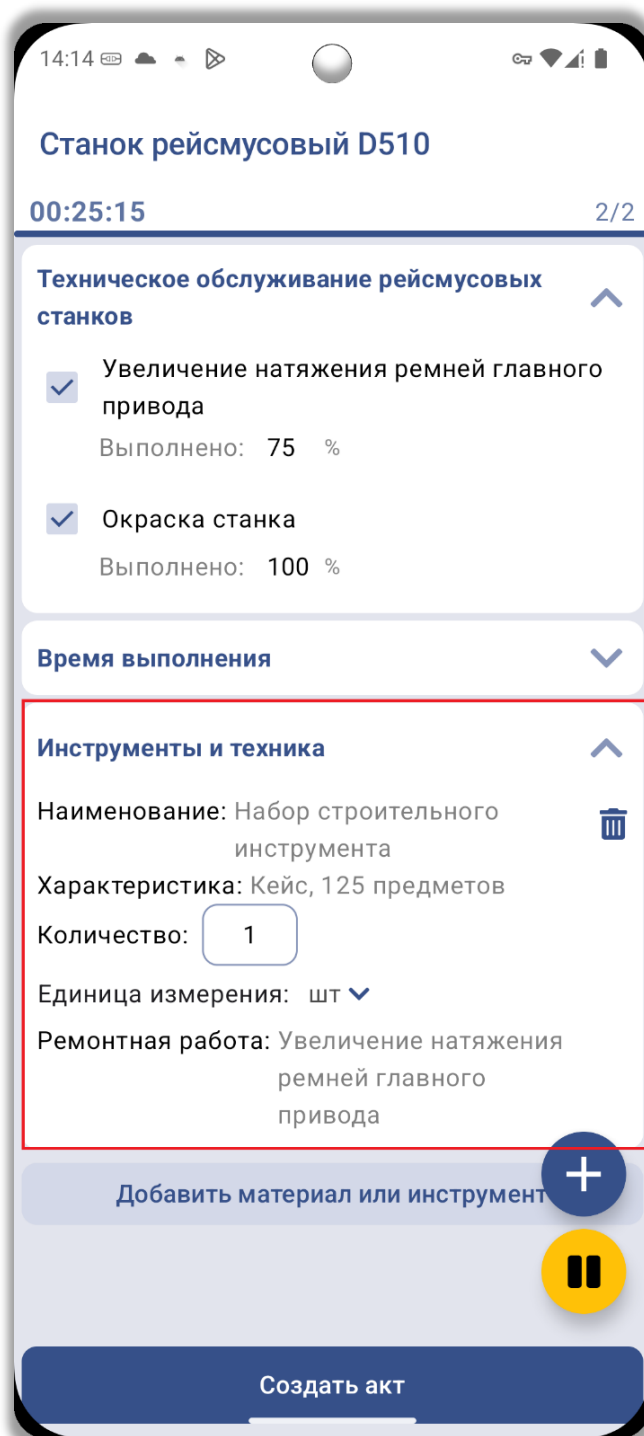 14:14
Станок рейсмусовый D510
00:25:15 2/2
Техническое обслуживание рейсмусовых
станков
Увеличение натяжения ремней главного
привода
Выполнено: 75 %
Окраска станка
Выполнено: 100 %
Время выполнения
Инструменты и техника
Наименование: Набор строительного
инструмента
Характеристика: Кейс, 125 предметов
Количество: 1
Единица измерения: шт
Ремонтная работа: Увеличение натяжения
ремней главного
привода
Добавить материал или инструмент
Создать акт